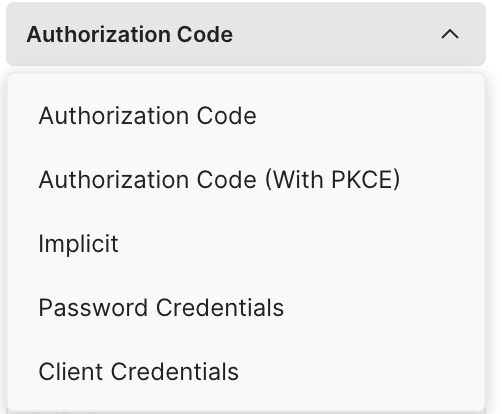 Authorization Code
Authorization Code
Authorization Code (With PKCE)
Implicit
Password Credentials
Client Credentials